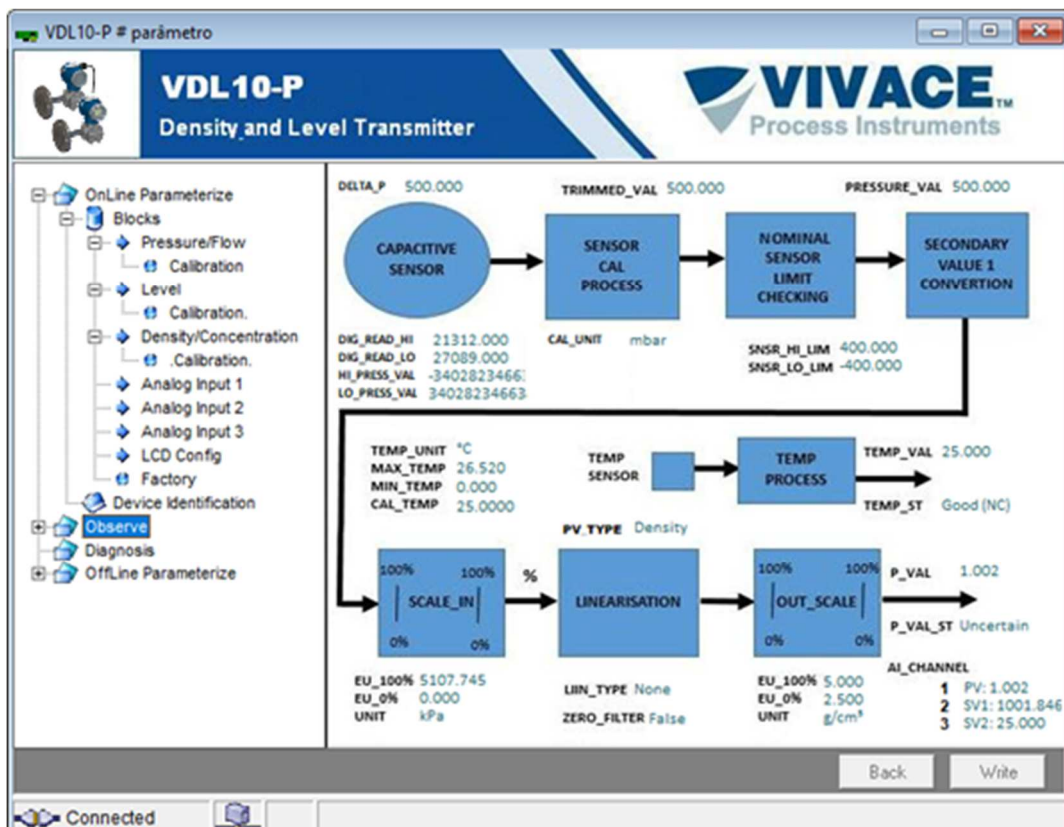 VDL10-P # parâmetro
VDL10-P
Density and Level Transmitter
VIVACE™
Process Instruments
OnLine Parameterize
Blocks
Pressure/Flow
Calibration
Level
Calibration.
Density/Concentration
.Calibration.
Analog Input 1
Analog Input 2
Analog Input 3
LCD Config
Factory
Device Identification
Observe
Diagnosis
OffLine Parameterize
DELTA_P 500.000
TRIMMED_VAL 500.000
PRESSURE_VAL 500.000
CAPACITIVE
SENSOR
SENSOR
CAL
PROCESS
NOMINAL
SENSOR
LIMIT
CHECKING
SECONDARY
VALUE 1
CONVERTION
DIG_READ_HI 21312.000
DIG_READ_LO 27089.000
HI_PRESS_VAL -34028234663
LO_PRESS_VAL 34028234663
CAL_UNIT mbar
SNSR_HI_LIM 400.000
SNSR_LO_LIM -400.000
TEMP_UNIT °C
MAX_TEMP 26.520
MIN_TEMP 0.000
CAL_TEMP 25.0000
TEMP
SENSOR
TEMP
PROCESS
TEMP_VAL 25.000
TEMP_ST Good (NC)
PV_TYPE Density
100% 100%
SCALE_IN
0% 0%
%
LINEARISATION
100% 100%
OUT_SCALE
0% 0%
P_VAL 1.002
P_VAL_ST Uncertain
EU_100% 5107.745
EU_0% 0.000
UNIT kPa
LIIN_TYPE None
ZERO_FILTER False
EU_100% 5.000
EU_0% 2.500
UNIT g/cm³
AI_CHANNEL
1 PV: 1.002
2 SV1: 1001.846
3 SV2: 25.000
Back Write
Connected